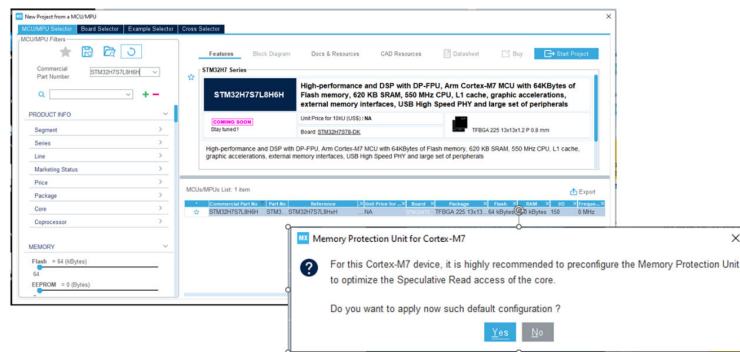 MX New Project from a MCU/MPU
MCU/MPU Selector Board Selector Example Selector Cross Selector
MCU/MPU Filters
Commercial
Part Number
STM32H7S7L8H6H
PRODUCT INFO
Segment
Series
Line
Marketing Status
Price
Package
Core
Coprocessor
MEMORY
Flash = 64 (kBytes)
64
EEPROM = 0 (Bytes)
Features Block Diagram Docs & Resources CAD Resources Datasheet Buy Start Project
STM32H7 Series
STM32H7S7L8H6H
High-performance and DSP with DP-FPU, Arm Cortex-M7 MCU with 64KBytes of
Flash memory, 620 KB SRAM, 550 MHz CPU, L1 cache, graphic accelerations,
external memory interfaces, USB High Speed PHY and large set of peripherals
COMING SOON
Stay tuned !
Unit Price for 10kU (US$) : NA
Board: STM32H7S78-DK
TFBGA 225 13x13x1.2 P 0.8 mm
High-performance and DSP with DP-FPU, Arm Cortex-M7 MCU with 64KBytes of Flash memory, 620 KB SRAM, 550 MHz CPU, L1 cache,
graphic accelerations, external memory interfaces, USB High Speed PHY and large set of peripherals
MCUs/MPUs List: 1 item
Export
* Commercial Part No Part No Reference Unit Price for ... Board Package Flash RAM I/O Freque...
STM32H7S7L8H6H STM3... STM32H7S7L8HxH NA TFBGA 225 13x13... 64 kBytes kBytes 150 0 MHz
MX Memory Protection Unit for Cortex-M7
For this Cortex-M7 device, it is highly recommended to preconfigure the Memory Protection Unit
to optimize the Speculative Read access of the core.
Do you want to apply now such default configuration ?
Yes No